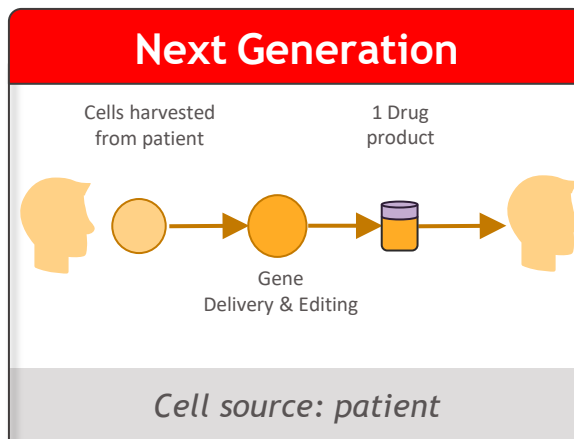 Next Generation
Cells harvested
from patient
1 Drug
product
Gene
Delivery & Editing
Cell source: patient